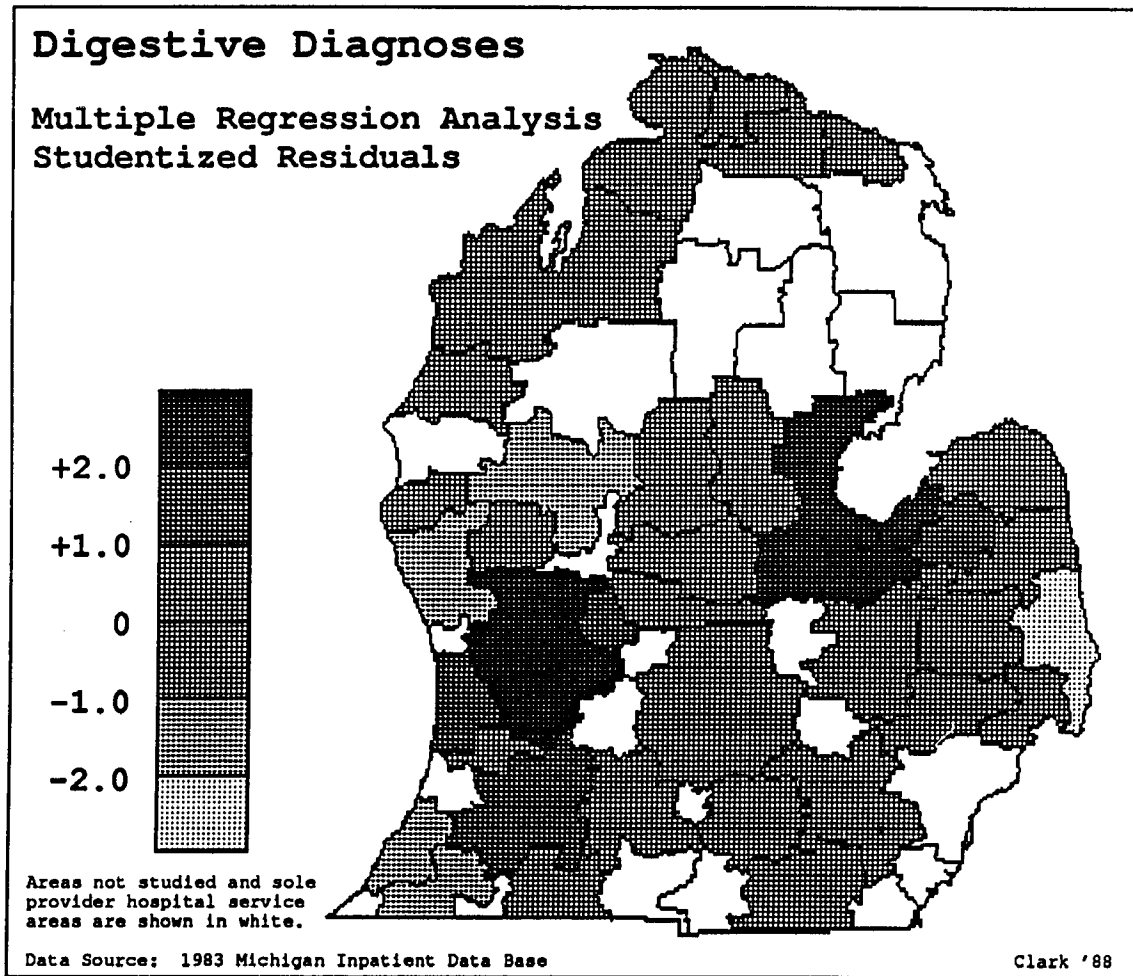 Digestive Diagnoses
Multiple Regression Analysis
Studentized Residuals
+2.0
+1.0
0
-1.0
-2.0
Areas not studied and sole
provider hospital service
areas are shown in white.
Data Source: 1983 Michigan Inpatient Data Base
Clark '88